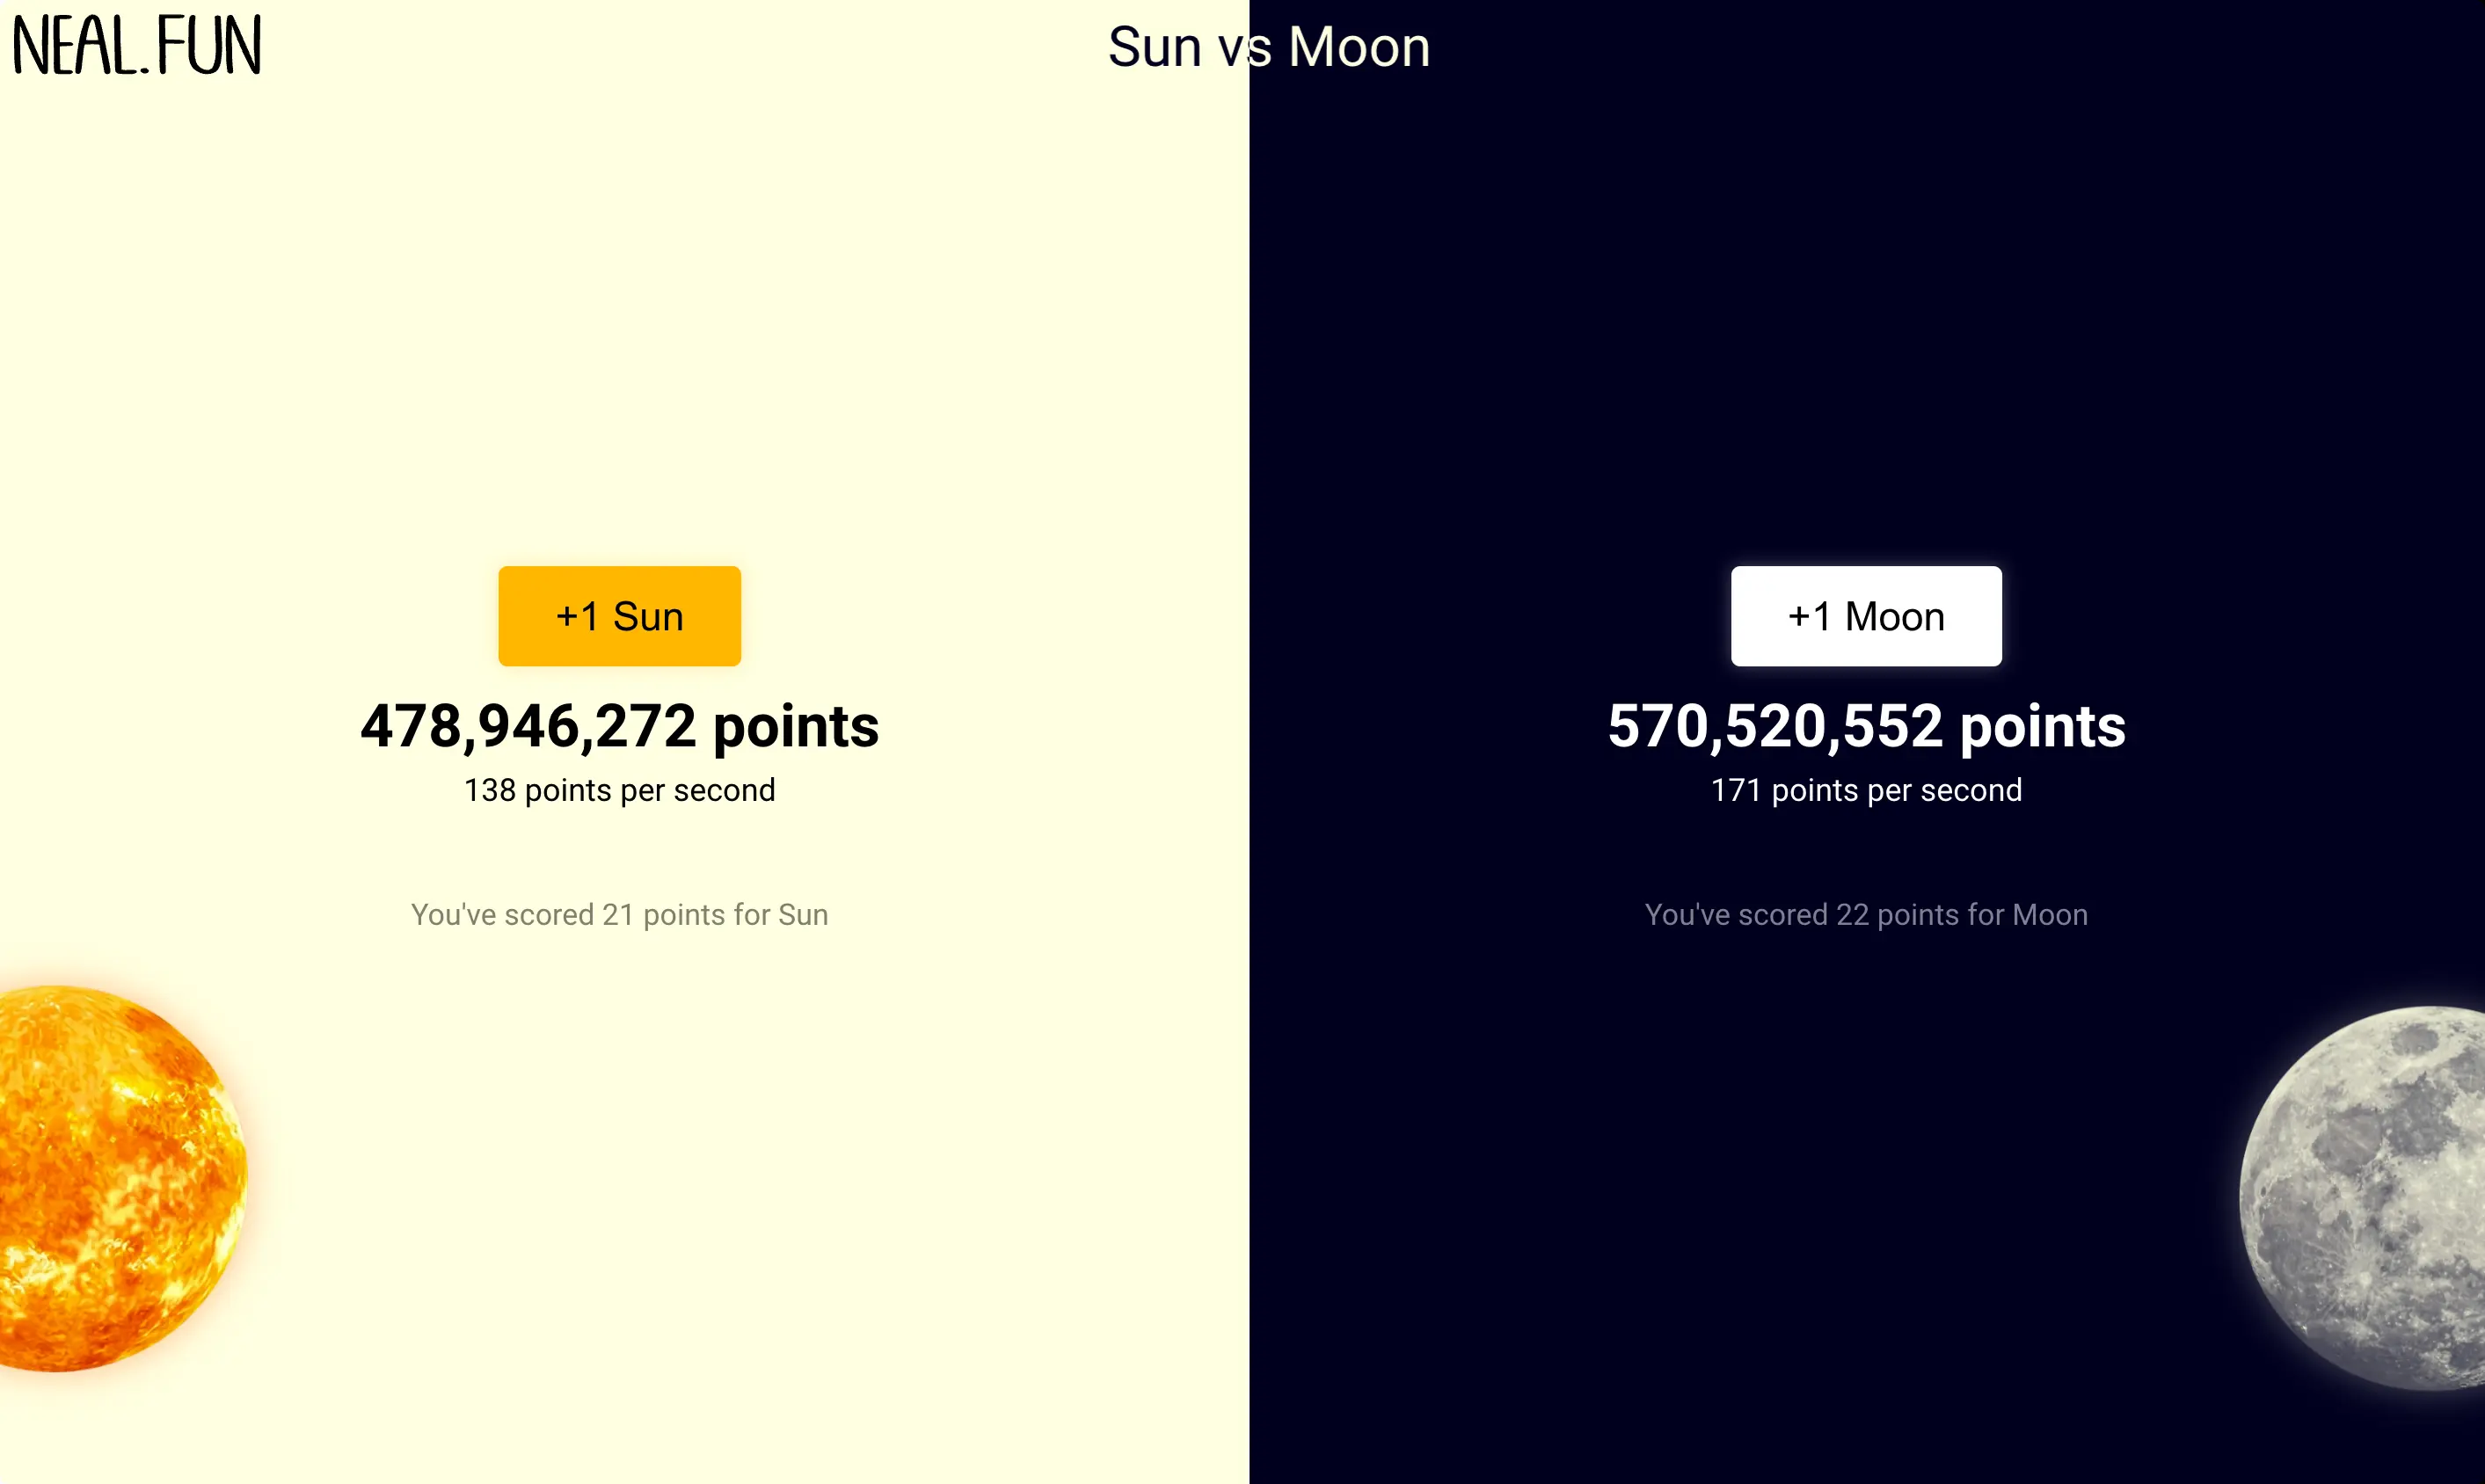 NEAL.FUN
Sun vs Moon
+1 Sun
478,946,272 points
138 points per second
You've scored 21 points for Sun
+1 Moon
570,520,552 points
171 points per second
You've scored 22 points for Moon